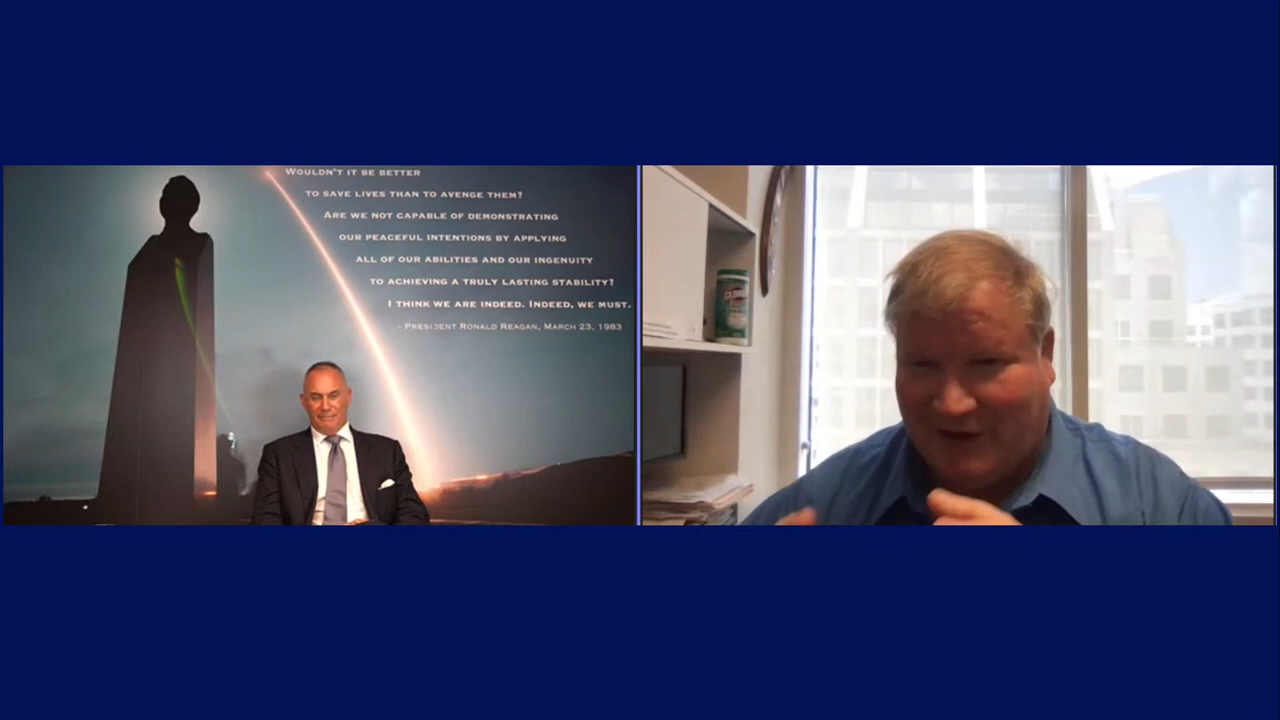 WOULDN'T IT BE BETTER
TO SAVE LIVES THAN TO AVENGE THEM?
ARE WE NOT CAPABLE OF DEMONSTRATING
OUR PEACEFUL INTENTIONS BY APPLYING
ALL OF OUR ABILITIES AND OUR INGENUITY
TO ACHIEVING A TRULY LASTING STABILITY?
I THINK WE ARE INDEED. INDEED, WE MUST.
- PRESIDENT RONALD REAGAN, MARCH 23, 1983